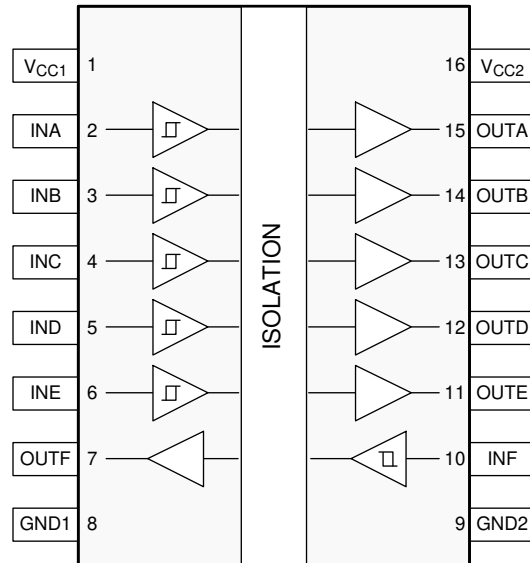 VCC1 1 16 VCC2
INA 2 15 OUTA
INB 3 14 OUTB
INC 4 13 OUTC
IND 5 12 OUTD
INE 6 11 OUTE
OUTF 7 10 INF
GND1 8 9 GND2
ISOLATION